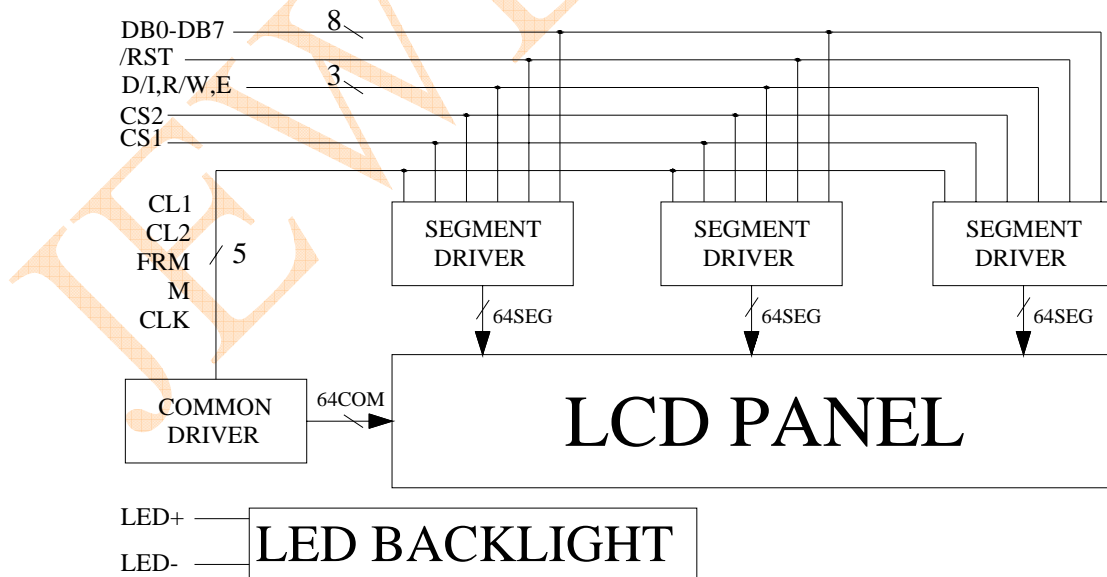 DB0-DB7
8
/RST
D/I,R/W,E
3
CS2
CS1
CL1
CL2
FRM
M
CLK
5
SEGMENT
DRIVER
SEGMENT
DRIVER
SEGMENT
DRIVER
64SEG
64SEG
64SEG
COMMON
DRIVER
64COM
LCD PANEL
LED+
LED-
LED BACKLIGHT